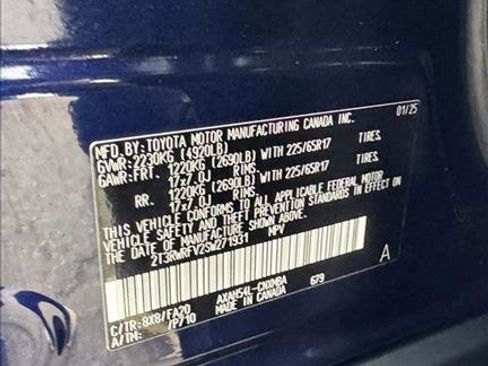 MFD.BY: TOYOTA MOTOR MANUFACTURING CANADA INC. 01/25
GVWR:2230KG (4920LB)
GAWR:FRT. 1220KG (2690LB) WITH 225/65R17 TIRES,
17x7.0J RIMS
RR. 1220KG (2690LB) WITH 225/65R17 TIRES,
17x7.0J RIMS
THIS VEHICLE CONFORMS TO ALL APPLICABLE FEDERAL MOTOR
VEHICLE SAFETY AND THEFT PREVENTION STANDARDS IN EFFECT ON
THE DATE OF MANUFACTURE SHOWN ABOVE.
2T3RWRFV2SW271931 MPV
A
C/TR:8X8/FA20 AXAH54L-CNXMBA 679
A/TM: /P710 MADE IN CANADA